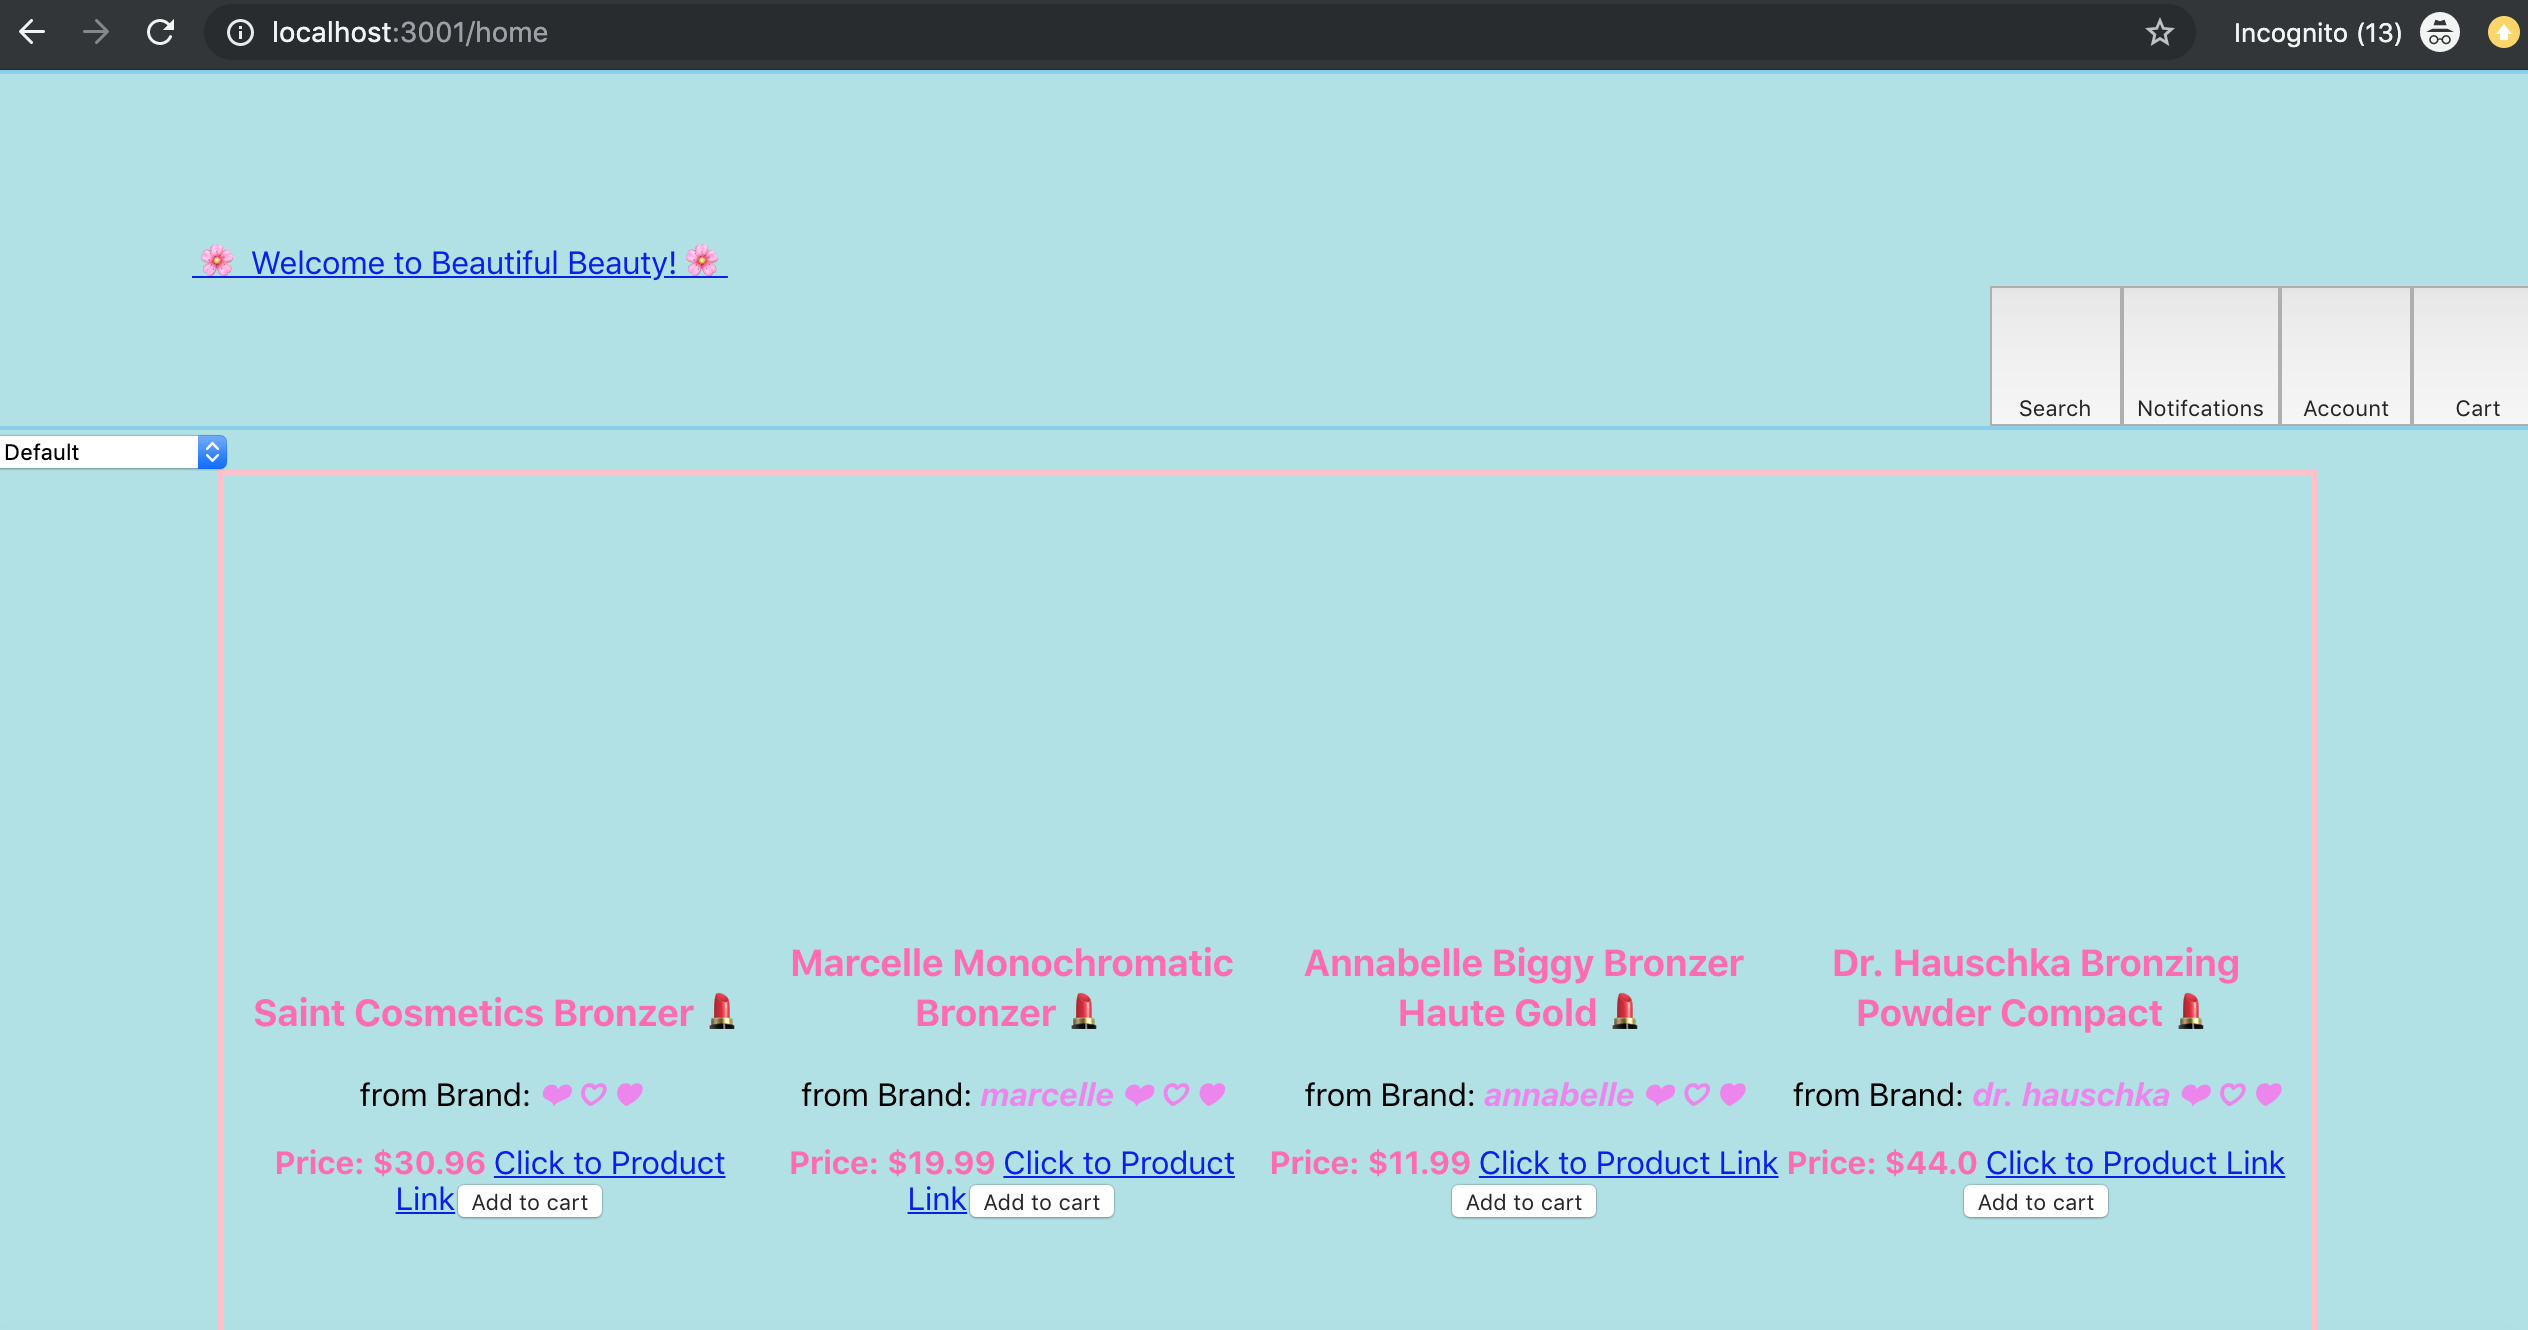 localhost:3001/home
Incognito (13)
🌸 Welcome to Beautiful Beauty! 🌸
Search Notifcations Account Cart
Default
Saint Cosmetics Bronzer 💄
from Brand: ❤ ♡ ♥
Price: $30.96 Click to Product
Link Add to cart
Marcelle Monochromatic
Bronzer 💄
from Brand: marcelle ❤ ♡ ♥
Price: $19.99 Click to Product
Link Add to cart
Annabelle Biggy Bronzer
Haute Gold 💄
from Brand: annabelle ❤ ♡ ♥
Price: $11.99 Click to Product Link
Add to cart
Dr. Hauschka Bronzing
Powder Compact 💄
from Brand: dr. hauschka ❤ ♡ ♥
Price: $44.0 Click to Product Link
Add to cart